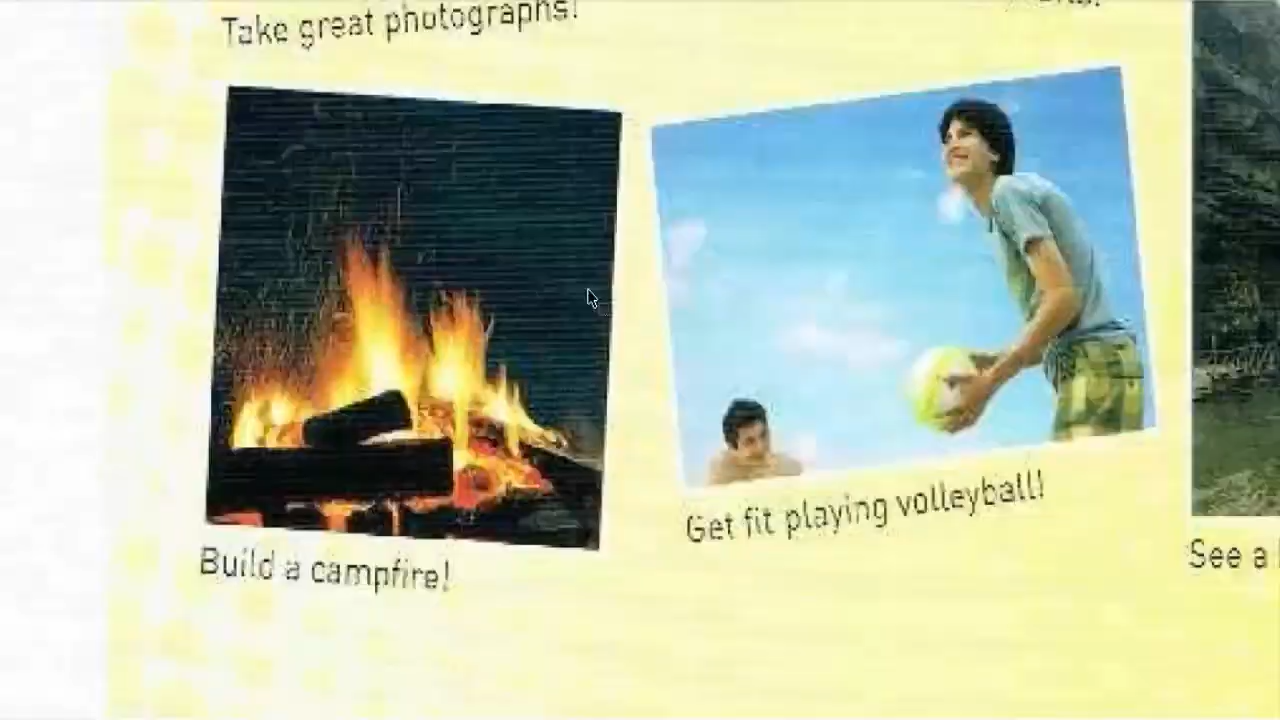 Take great photographs!
Build a campfire!
Get fit playing volleyball!
See a